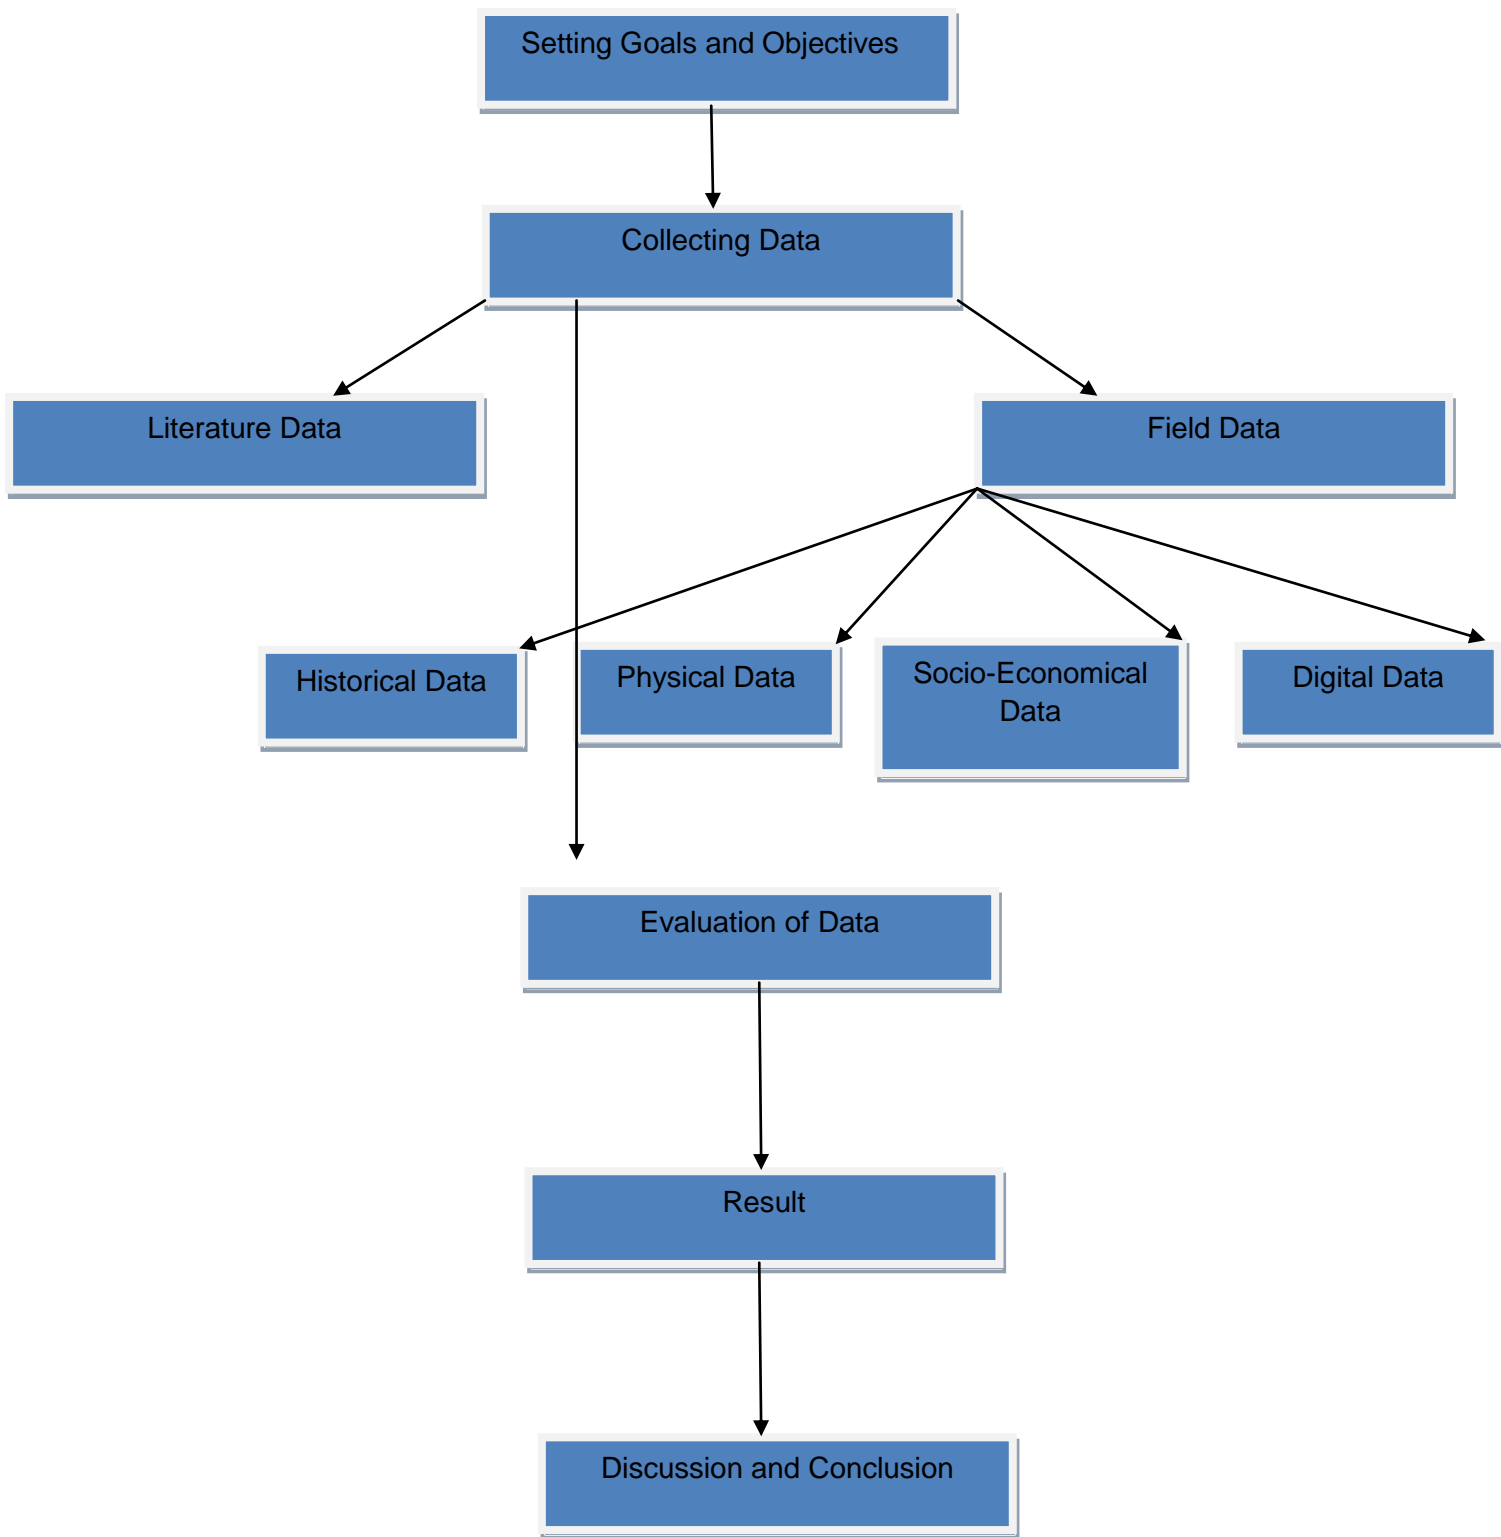 Setting Goals and Objectives
Collecting Data
Literature Data
Field Data
Historical Data
Physical Data
Socio-Economical
Data
Digital Data
Evaluation of Data
Result
Discussion and Conclusion